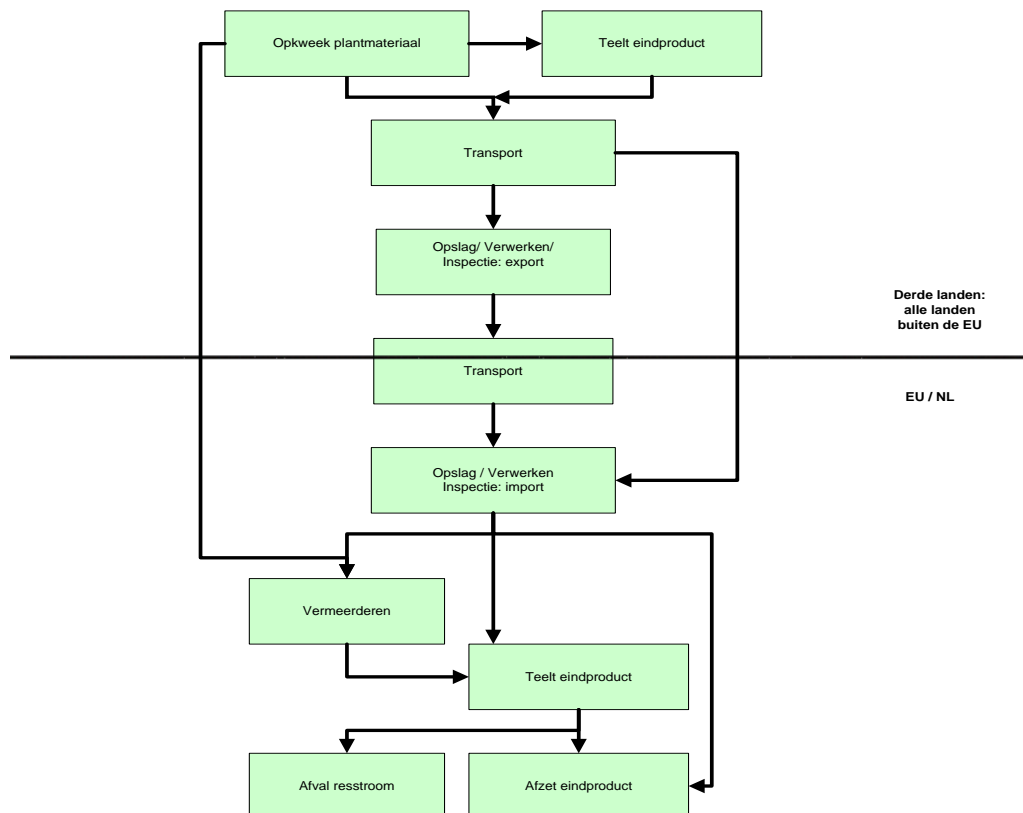 Opkweek plantmateriaal
Teelt eindproduct
Transport
Opslag/ Verwerken/
Inspectie: export
Derde landen:
alle landen
buiten de EU
Transport
EU / NL
Opslag / Verwerken
Inspectie: import
Vermeerderen
Teelt eindproduct
Afval resstroom
Afzet eindproduct